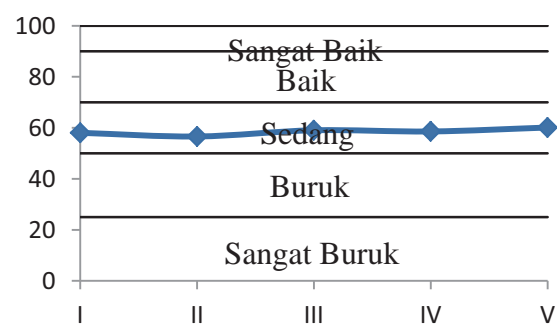 100
Sangat Baik
80
Baik
60
Sedang
40
Buruk
20
Sangat Buruk
0
I II III IV V